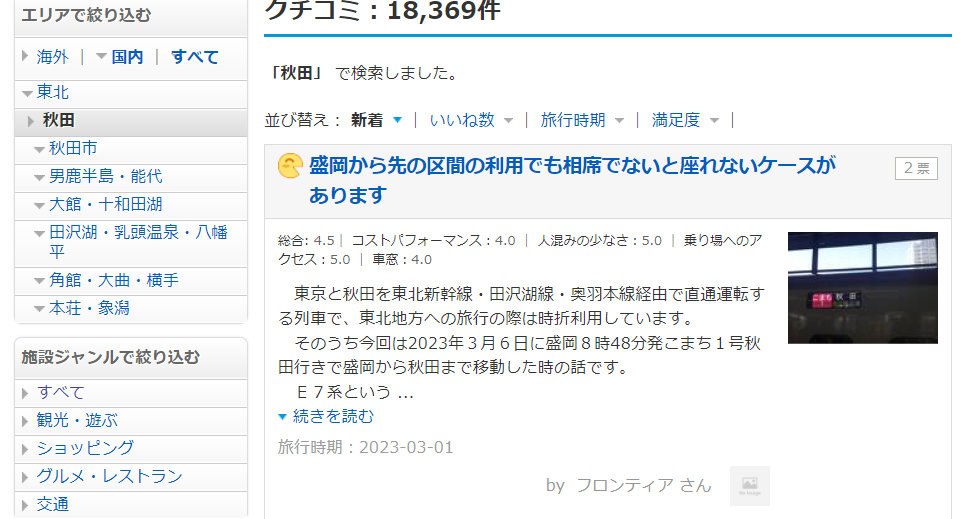 エリアで絞り込む
海外 | 国内 | すべて
東北
秋田
秋田市
男鹿半島・能代
大館・十和田湖
田沢湖・乳頭温泉・八幡
平
角館・大曲・横手
本荘・象潟
施設ジャンルで絞り込む
すべて
観光・遊ぶ
ショッピング
グルメ・レストラン
交通
クチコミ：18,369件
「秋田」 で検索しました。
並び替え： 新着 | いいね数 | 旅行時期 | 満足度 |
盛岡から先の区間の利用でも相席でないと座れないケースが
あります
2 票
総合: 4.5 | コストパフォーマンス：4.0 | 人混みの少なさ：5.0 | 乗り場へのア
クセス：5.0 | 車窓：4.0
こまち 秋田
東京と秋田を東北新幹線・田沢湖線・奥羽本線経由で直通運転す
る列車で、東北地方への旅行の際は時折利用しています。
そのうち今回は2023年３月６日に盛岡８時48分発こまち１号秋
田行きで盛岡から秋田まで移動した時の話です。
Ｅ７系という ...
続きを読む
旅行時期：2023-03-01
by フロンティア さん
No Image